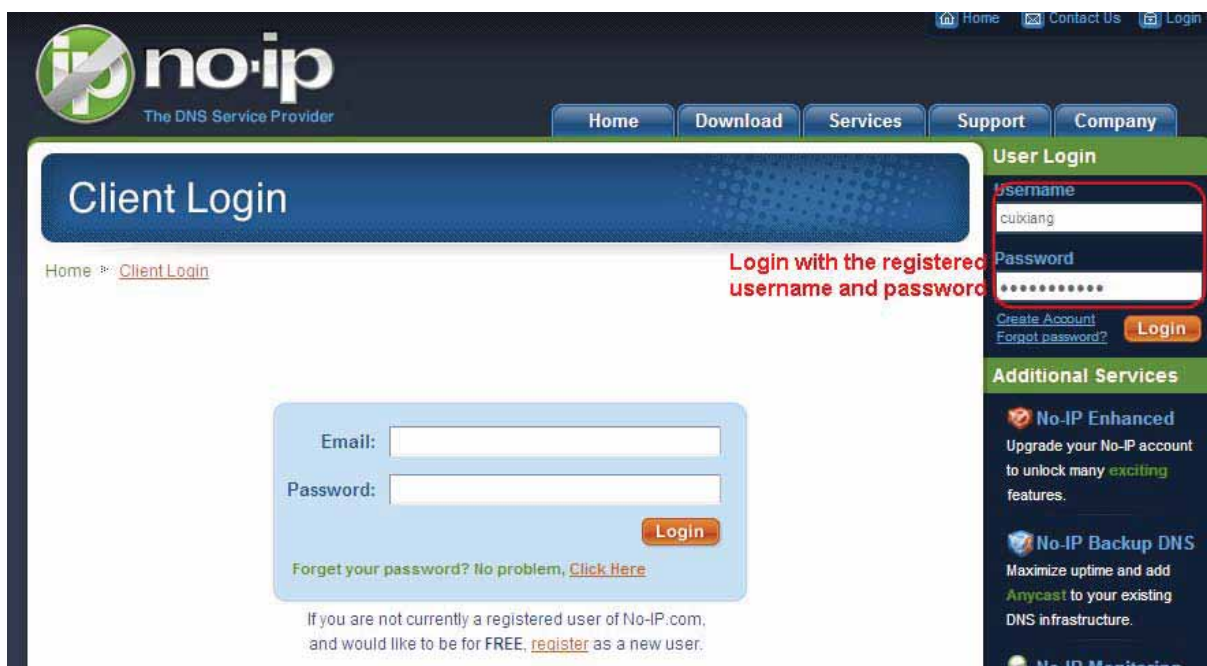 Home Contact Us Login
ip no·ip
The DNS Service Provider
Home Download Services Support Company
Client Login
Home Client Login
Login with the registered
username and password
User Login
Username
cuixiang
Password
•••••••••••
Create Account
Forgot password?
Login
Email:
Password:
Login
Forget your password? No problem, Click Here
If you are not currently a registered user of No-IP.com,
and would like to be for FREE, register as a new user.
Additional Services
No-IP Enhanced
Upgrade your No-IP account
to unlock many exciting
features.
No-IP Backup DNS
Maximize uptime and add
Anycast to your existing
DNS infrastructure.
No-IP Monitoring